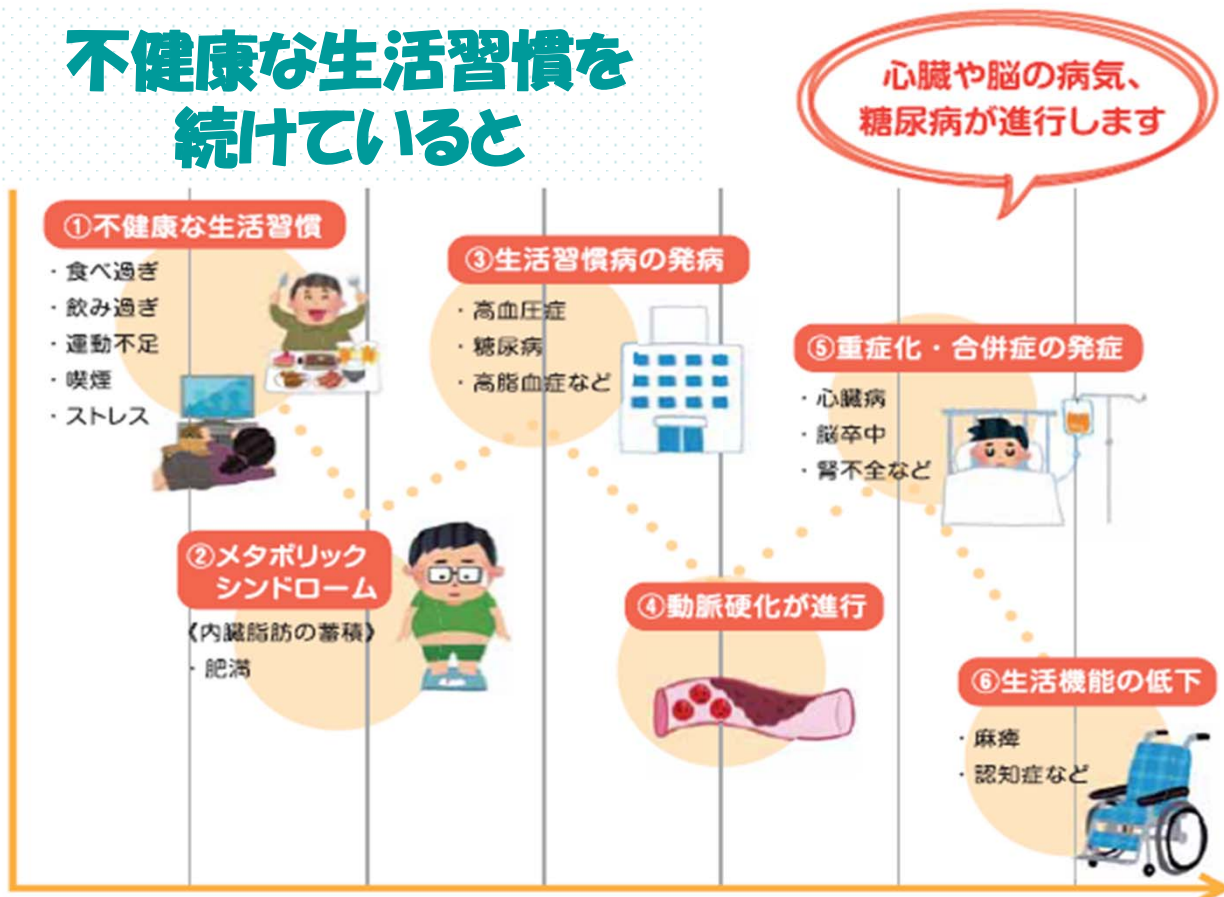 不健康な生活習慣を
続けていると
心臓や脳の病気、
糖尿病が進行します
①不健康な生活習慣
・食べ過ぎ
・飲み過ぎ
・運動不足
・喫煙
・ストレス
②メタボリック
シンドローム
《内臓脂肪の蓄積》
・肥満
③生活習慣病の発病
・高血圧症
・糖尿病
・高脂血症など
④動脈硬化が進行
⑤重症化・合併症の発症
・心臓病
・脳卒中
・腎不全など
⑥生活機能の低下
・麻痺
・認知症など